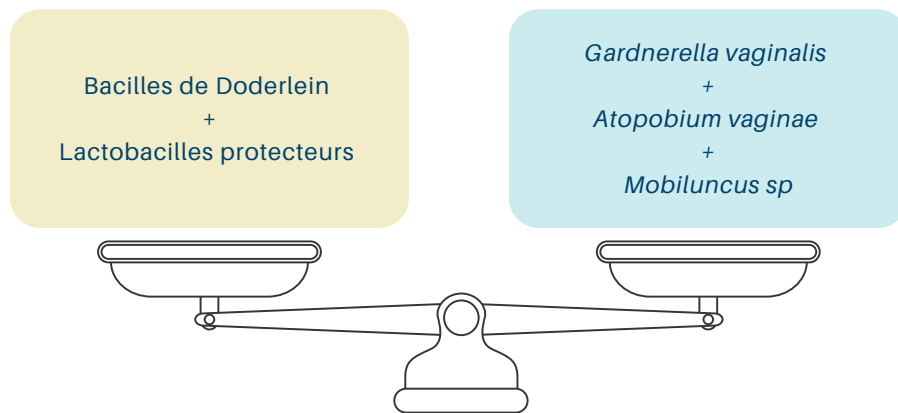 Bacilles de Doderlein
+
Lactobacilles protecteurs
Gardnerella vaginalis
+
Atopobium vaginae
+
Mobiluncus sp